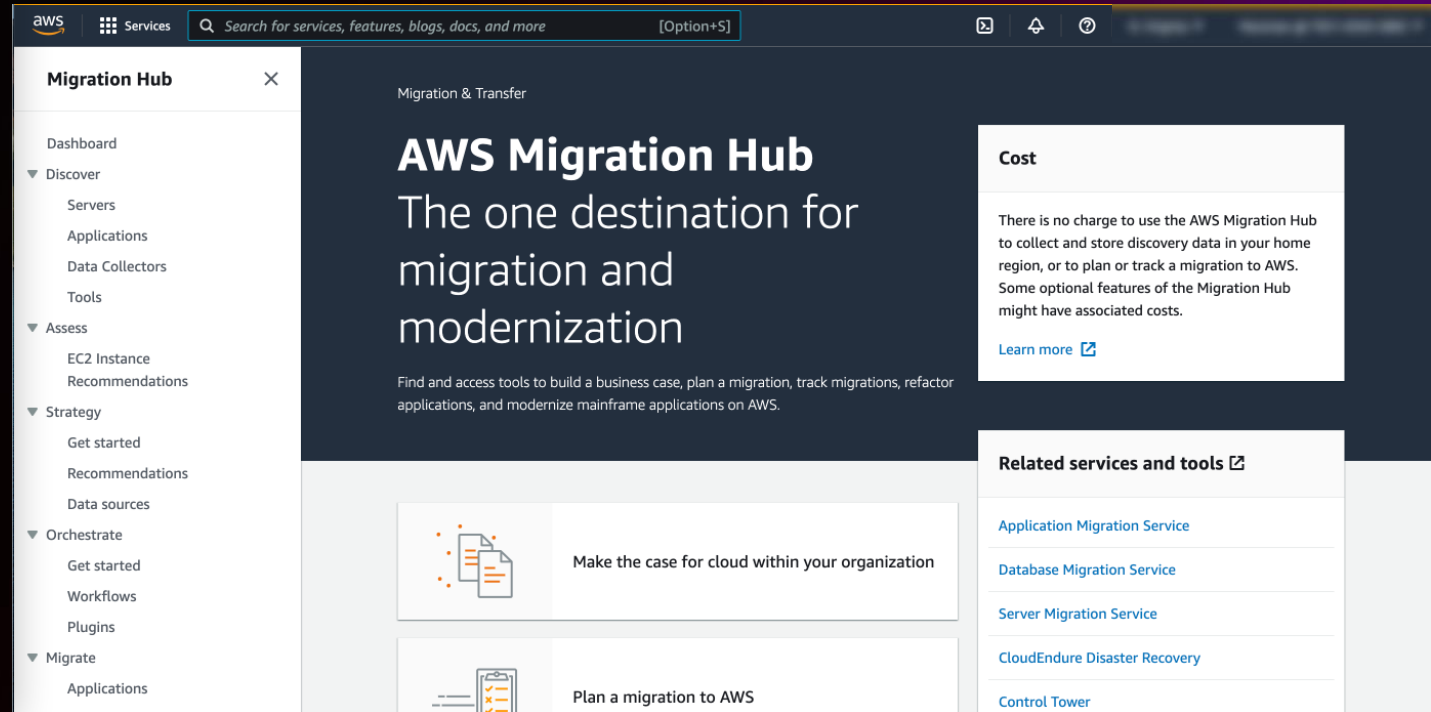 aws
Services
Search for services, features, blogs, docs, and more
[Option+S]
Migration Hub
Dashboard
Discover
Servers
Applications
Data Collectors
Tools
Assess
EC2 Instance
Recommendations
Strategy
Get started
Recommendations
Data sources
Orchestrate
Get started
Workflows
Plugins
Migrate
Applications
Migration & Transfer
AWS Migration Hub
The one destination for
migration and
modernization
Find and access tools to build a business case, plan a migration, track migrations, refactor
applications, and modernize mainframe applications on AWS.
Make the case for cloud within your organization
Plan a migration to AWS
Cost
There is no charge to use the AWS Migration Hub
to collect and store discovery data in your home
region, or to plan or track a migration to AWS.
Some optional features of the Migration Hub
might have associated costs.
Learn more
Related services and tools
Application Migration Service
Database Migration Service
Server Migration Service
CloudEndure Disaster Recovery
Control Tower